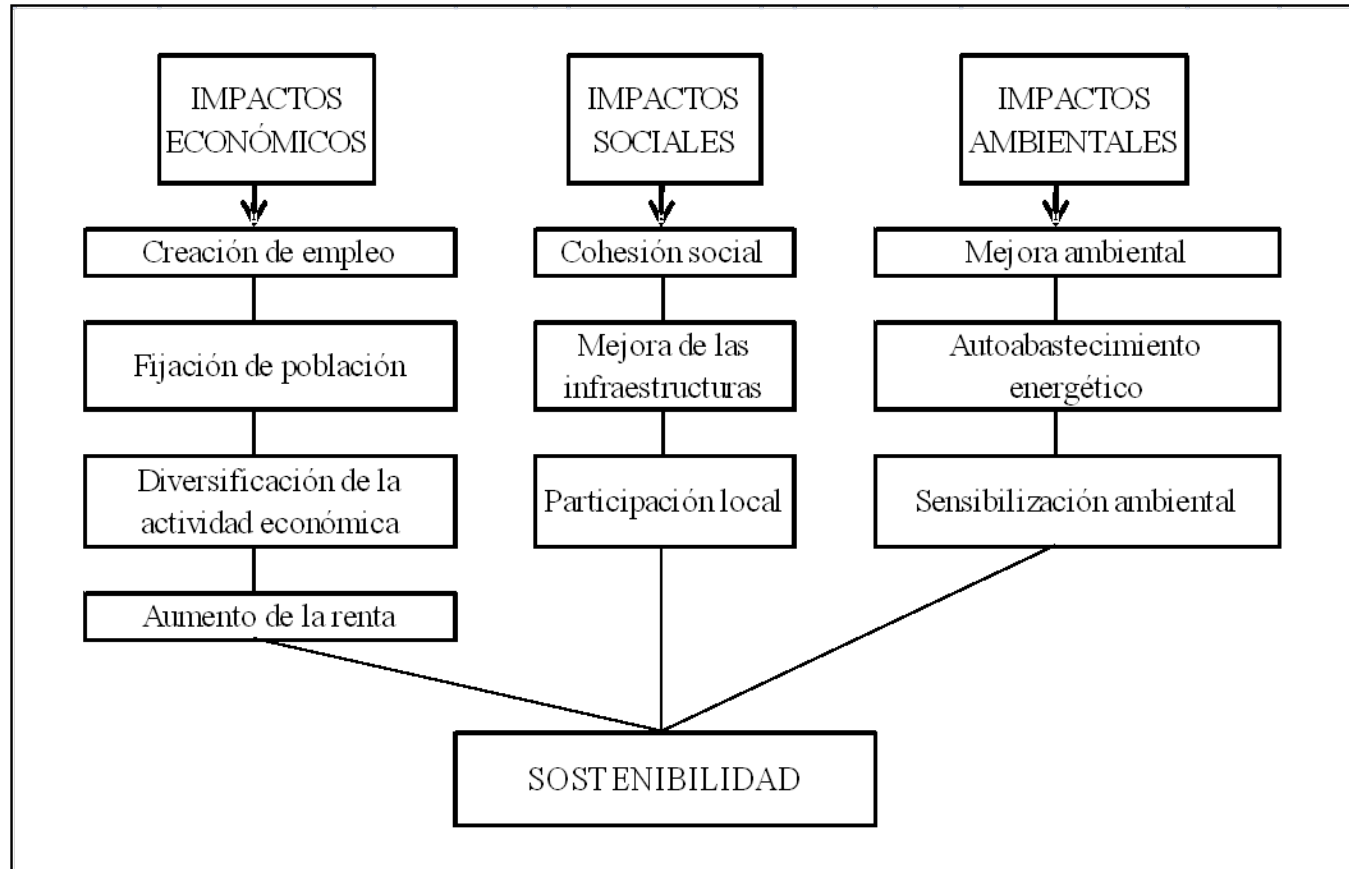 IMPACTOS
ECONÓMICOS
Creación de empleo
Fijación de población
Diversificación de la
actividad económica
Aumento de la renta
IMPACTOS
SOCIALES
Cohesión social
Mejora de las
infraestructuras
Participación local
IMPACTOS
AMBIENTALES
Mejora ambiental
Autoabastecimiento
energético
Sensibilización ambiental
SOSTENIBILIDAD